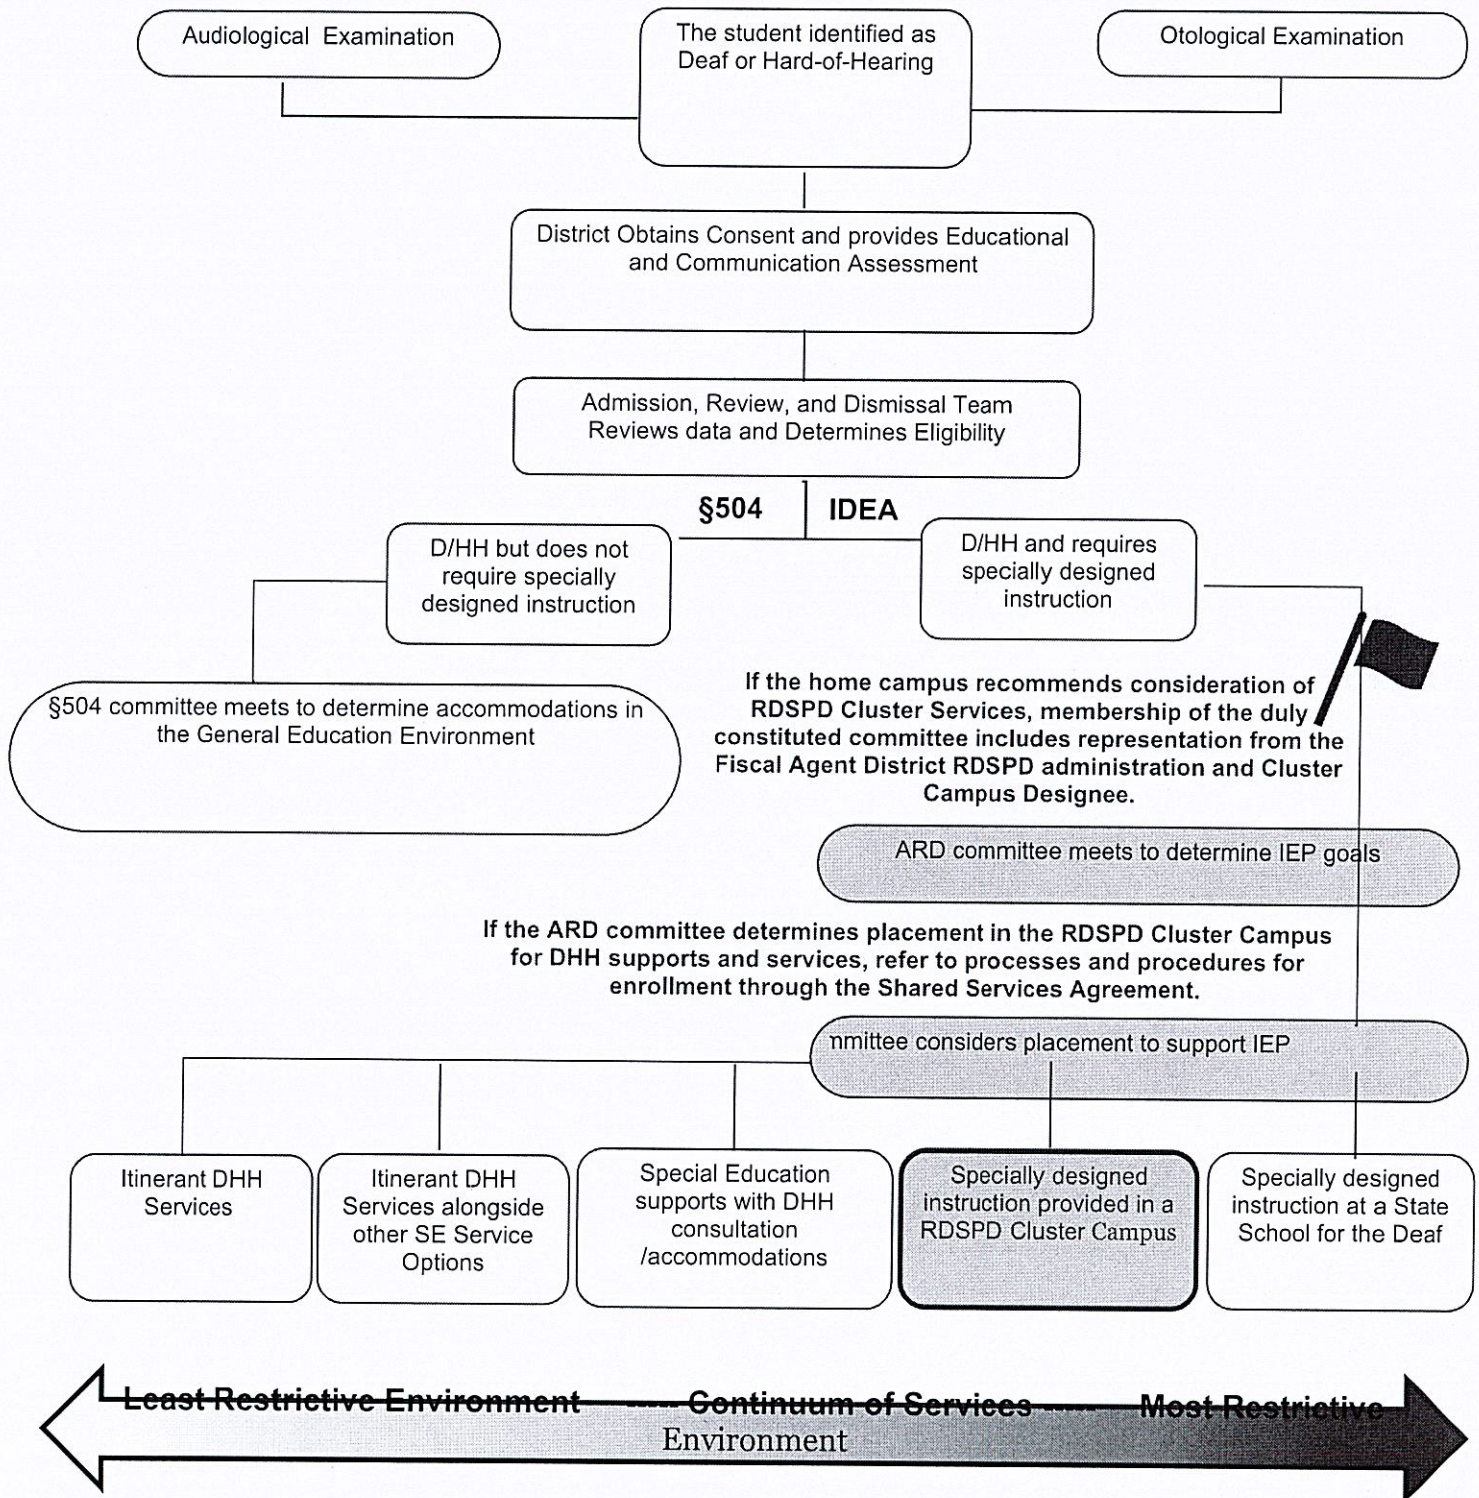 Audiological Examination
The student identified as
Deaf or Hard-of-Hearing
Otological Examination
District Obtains Consent and provides Educational
and Communication Assessment
Admission, Review, and Dismissal Team
Reviews data and Determines Eligibility
§504
IDEA
D/HH but does not
require specially
designed instruction
D/HH and requires
specially designed
instruction
§504 committee meets to determine accommodations in
the General Education Environment
If the home campus recommends consideration of
RDSPD Cluster Services, membership of the duly
constituted committee includes representation from the
Fiscal Agent District RDSPD administration and Cluster
Campus Designee.
ARD committee meets to determine IEP goals
If the ARD committee determines placement in the RDSPD Cluster Campus
for DHH supports and services, refer to processes and procedures for
enrollment through the Shared Services Agreement.
nmittee considers placement to support IEP
Itinerant DHH
Services
Itinerant DHH
Services alongside
other SE Service
Options
Special Education
supports with DHH
consultation
/accommodations
Specially designed
instruction provided in a
RDSPD Cluster Campus
Specially designed
instruction at a State
School for the Deaf
Least Restrictive Environment ----- Continuum of Services ----- Most Restrictive
Environment